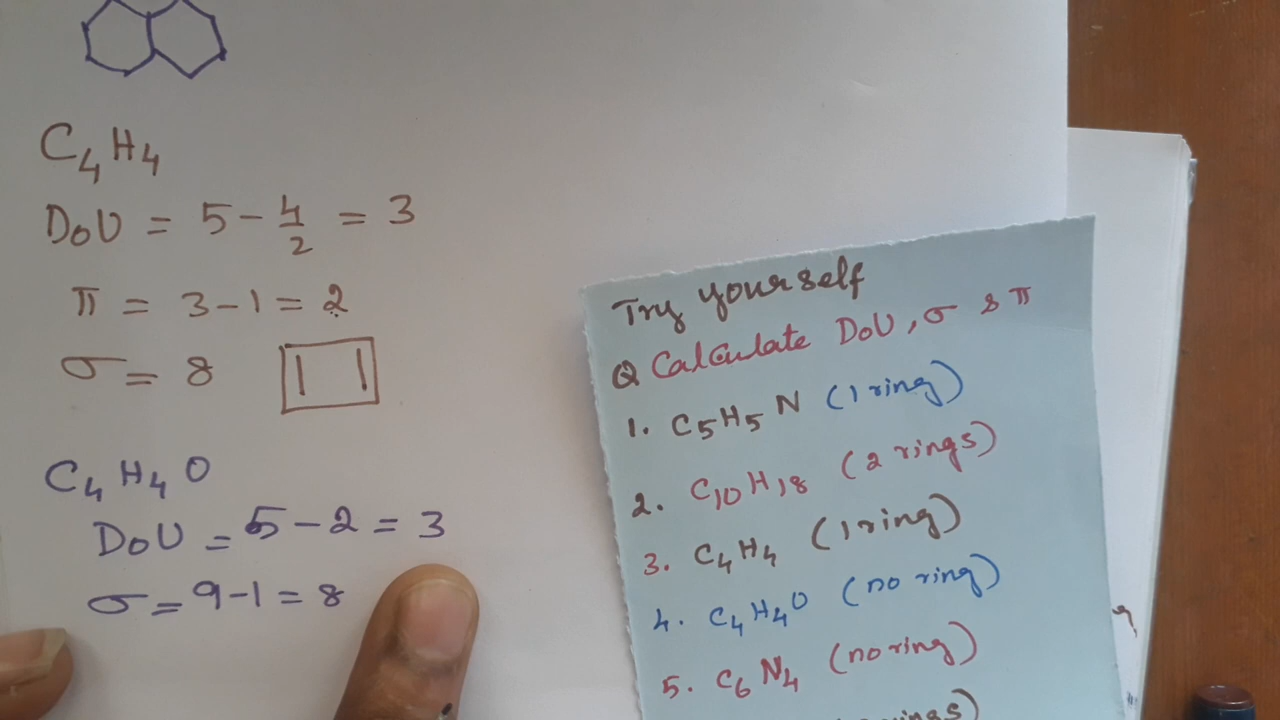 C₄H₄
DoU = 5 - 4/2 = 3
π = 3 - 1 = 2
σ = 8
C₄H₄O
DoU = 5 - 2 = 3
σ = 9 - 1 = 8
Try yourself
Q Calculate DoU, σ & π
1. C₅H₅N (1 ring)
2. C₁₀H₁₈ (2 rings)
3. C₄H₄ (1 ring)
4. C₄H₄O (no ring)
5. C₆N₄ (no ring)